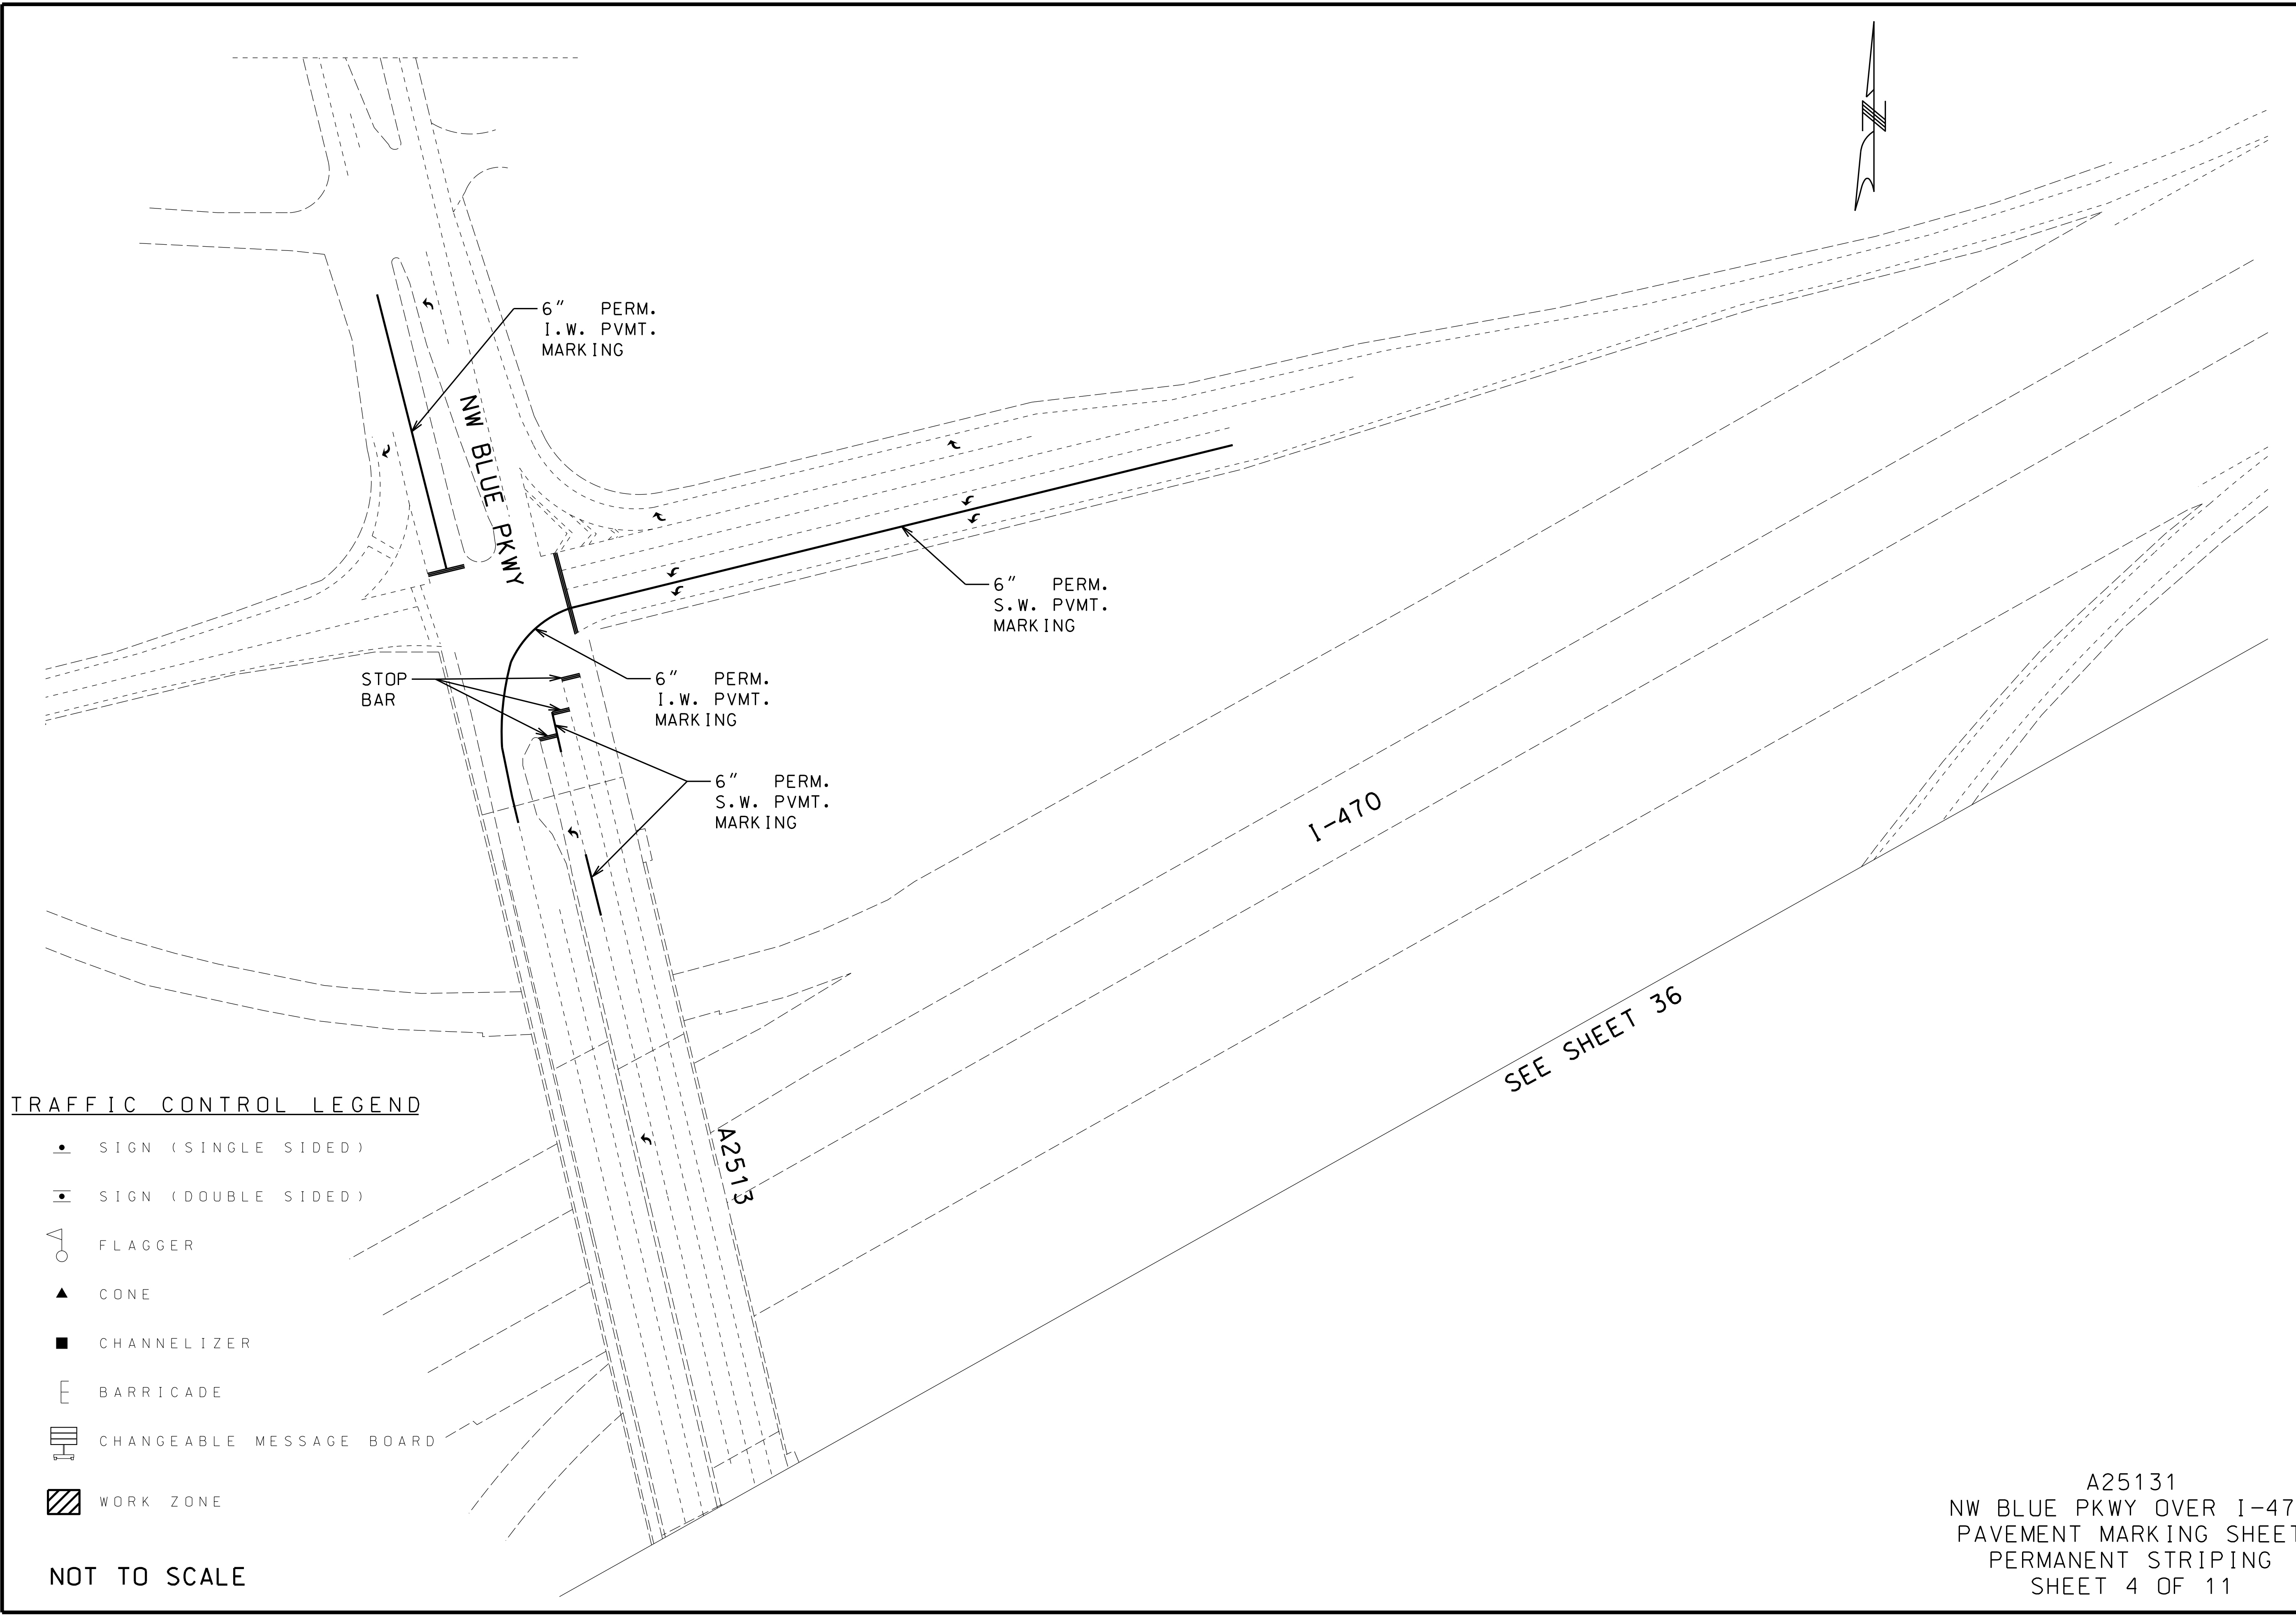 N
6" PERM.
I.W. PVMT.
MARKING
NW BLUE PKWY
6" PERM.
S.W. PVMT.
MARKING
STOP
BAR
6" PERM.
I.W. PVMT.
MARKING
6" PERM.
S.W. PVMT.
MARKING
I-470
SEE SHEET 36
A2513
TRAFFIC CONTROL LEGEND
SIGN (SINGLE SIDED)
SIGN (DOUBLE SIDED)
FLAGGER
CONE
CHANNELIZER
BARRICADE
CHANGEABLE MESSAGE BOARD
WORK ZONE
NOT TO SCALE
A25131
NW BLUE PKWY OVER I-47
PAVEMENT MARKING SHEET
PERMANENT STRIPING
SHEET 4 OF 11